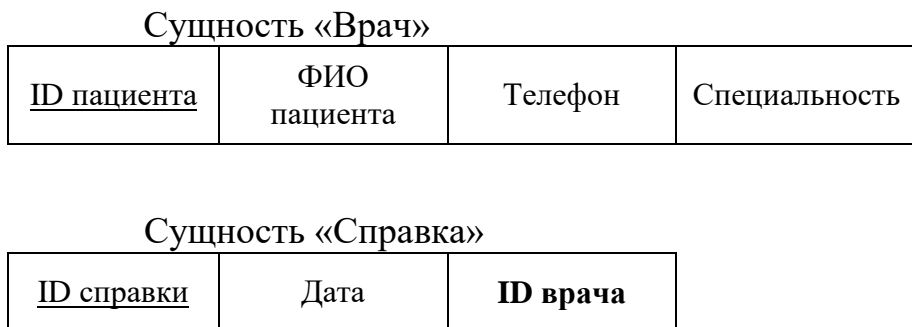 Сущность «Врач»
ID пациента ФИО пациента Телефон Специальность
Сущность «Справка»
ID справки Дата ID врача